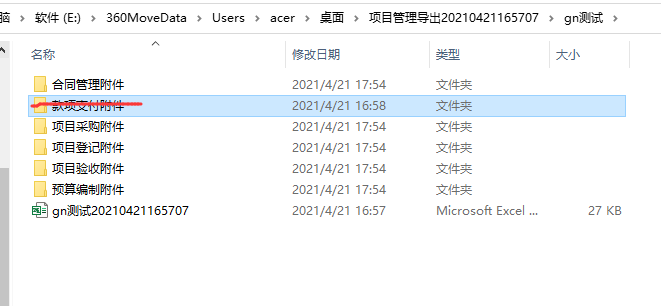 脑 › 软件 (E:) › 360MoveData › Users › acer › 桌面 › 项目管理导出20210421165707 › gn测试 ›
名称 修改日期 类型 大小
合同管理附件 2021/4/21 17:54 文件夹
款项支付附件 2021/4/21 16:58 文件夹
项目采购附件 2021/4/21 17:54 文件夹
项目登记附件 2021/4/21 17:54 文件夹
项目验收附件 2021/4/21 17:54 文件夹
预算编制附件 2021/4/21 17:54 文件夹
gn测试20210421165707 2021/4/21 16:57 Microsoft Excel ... 27 KB